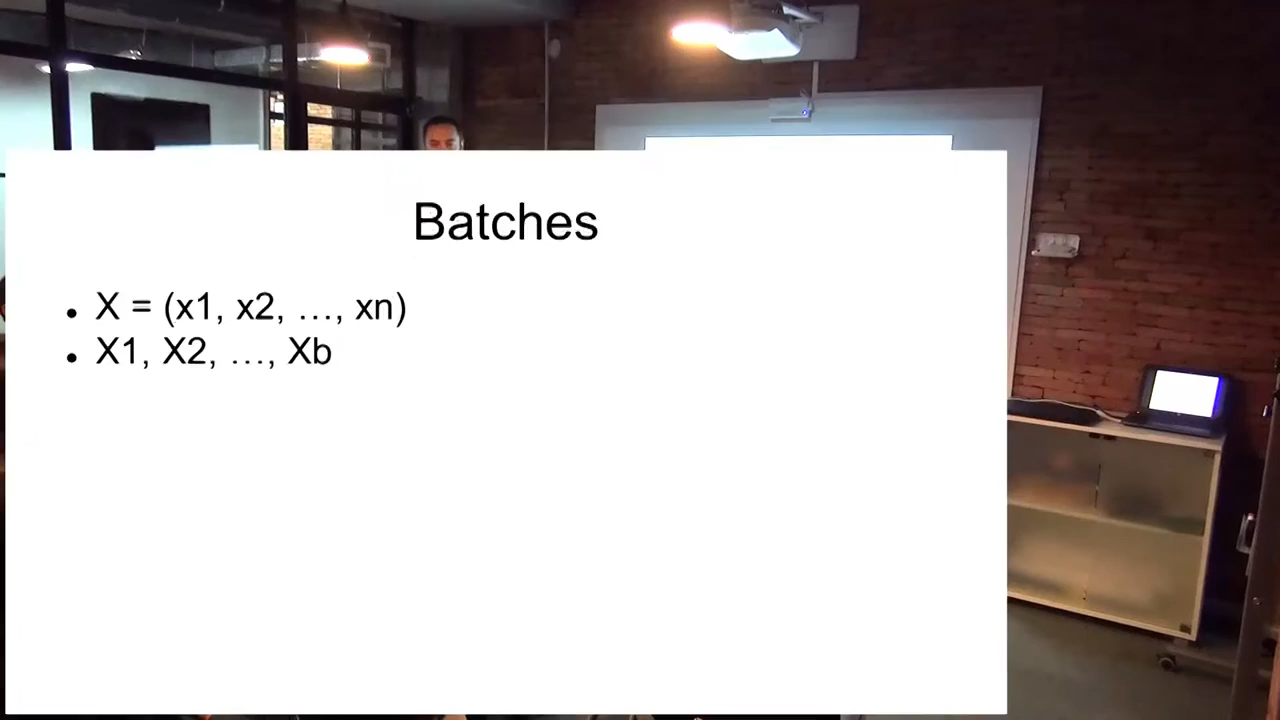 Batches
X = (x1, x2, …, xn)
X1, X2, …, Xb